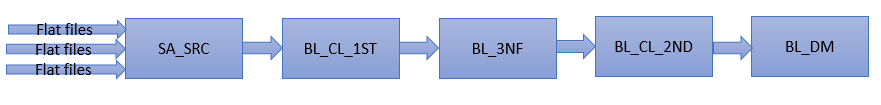 Flat files
Flat files
Flat files
SA_SRC
BL_CL_1ST
BL_3NF
BL_CL_2ND
BL_DM